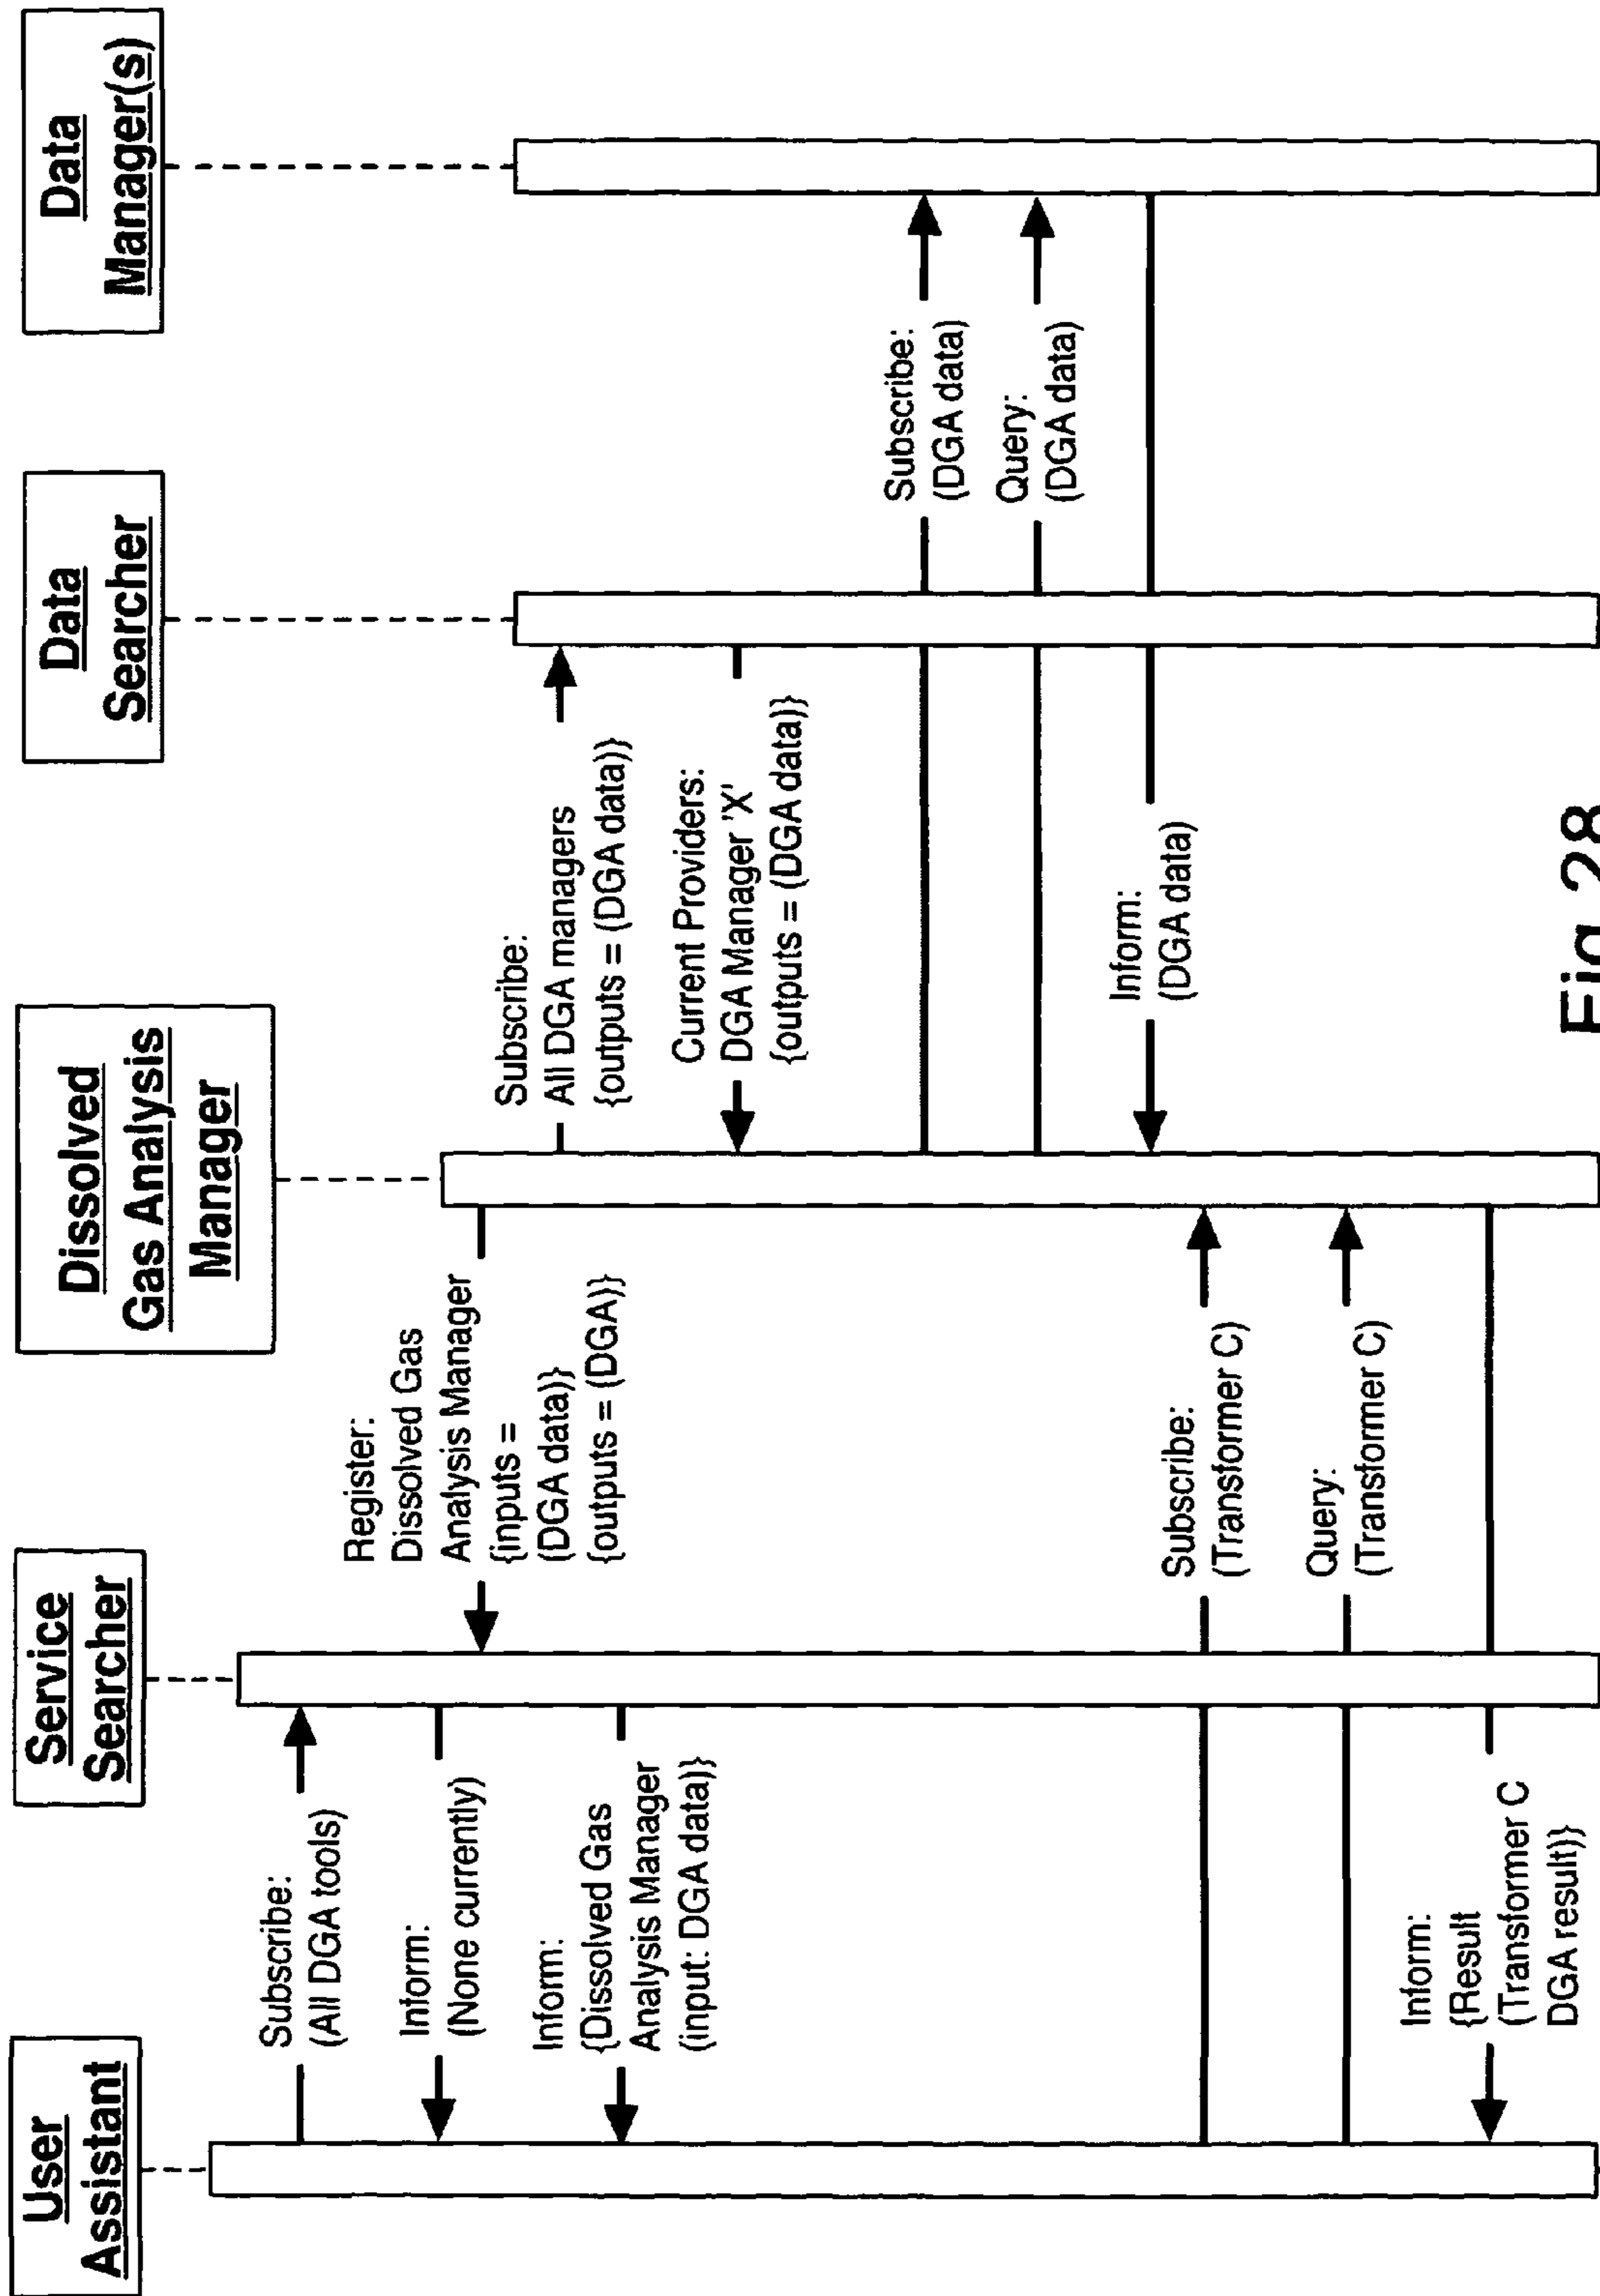 User
Assistant
Service
Searcher
Dissolved
Gas Analysis
Manager
Data
Searcher
Data
Manager(s)
Subscribe:
(All DGA tools)
Inform:
(None currently)
Register:
Dissolved Gas
Analysis Manager
{inputs =
(DGA data)}
{outputs = (DGA)}
Inform:
{Dissolved Gas
Analysis Manager
(input: DGA data)}
Subscribe:
All DGA managers
{outputs = (DGA data)}
Current Providers:
DGA Manager 'X'
{outputs = (DGA data)}
Subscribe:
(DGA data)
Query:
(DGA data)
Inform:
(DGA data)
Subscribe:
(Transformer C)
Query:
(Transformer C)
Inform:
{Result
(Transformer C
DGA result)}
Fig.28